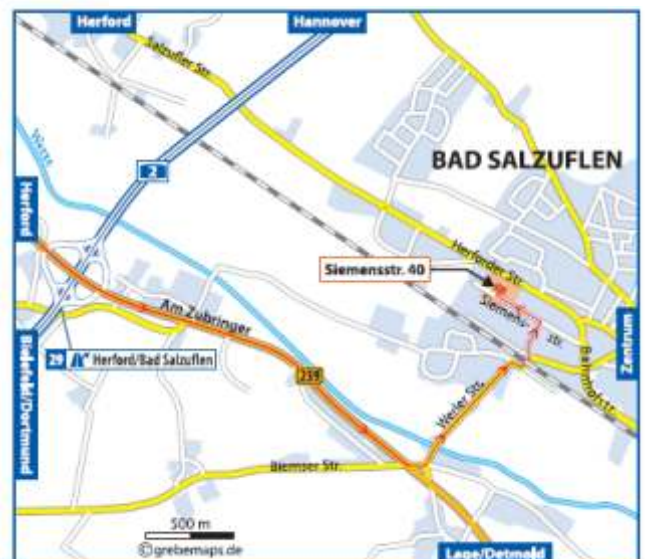 Herford
Hannover
Salzufler Str.
Werre
2
BAD SALZUFLEN
Herford
Herforder Str.
Siemensstr. 40
Siemens-
str.
Am Zubringer
Zentrum
29 Herford/Bad Salzuflen
Bielefeld/Dortmund
239
Bahnhofstr.
Werler Str.
Biemser Str.
500 m
©grebemaps.de
Lage/Detmold